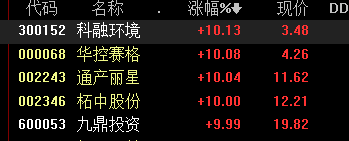 代码 名称 . 涨幅%↓ 现价 DD
300152 科融环境 +10.13 3.48
000068 华控赛格 +10.08 4.26
002243 通产丽星 +10.04 11.62
002346 柘中股份 +10.00 12.21
600053 九鼎投资 +9.99 19.82